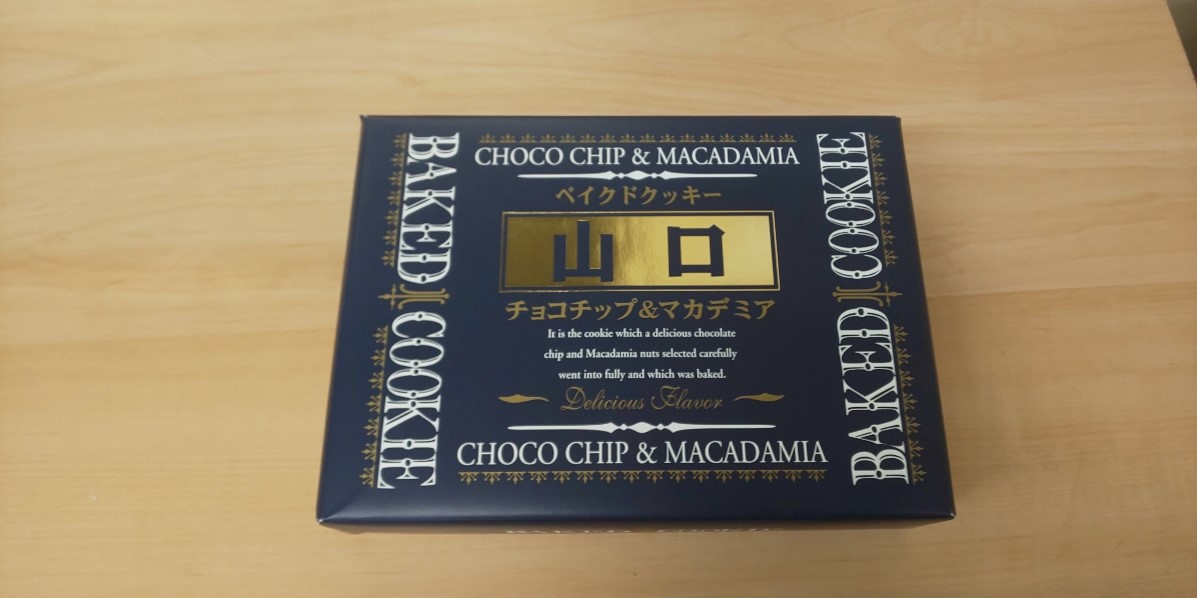 CHOCO CHIP & MACADAMIA
ベイクドクッキー
山口
チョコチップ&マカデミア
It is the cookie which a delicious chocolate
chip and Macadamia nuts selected carefully
went into fully and which was baked.
Delicious Flavor
CHOCO CHIP & MACADAMIA
BAKED COOKIE
BAKED COOKIE